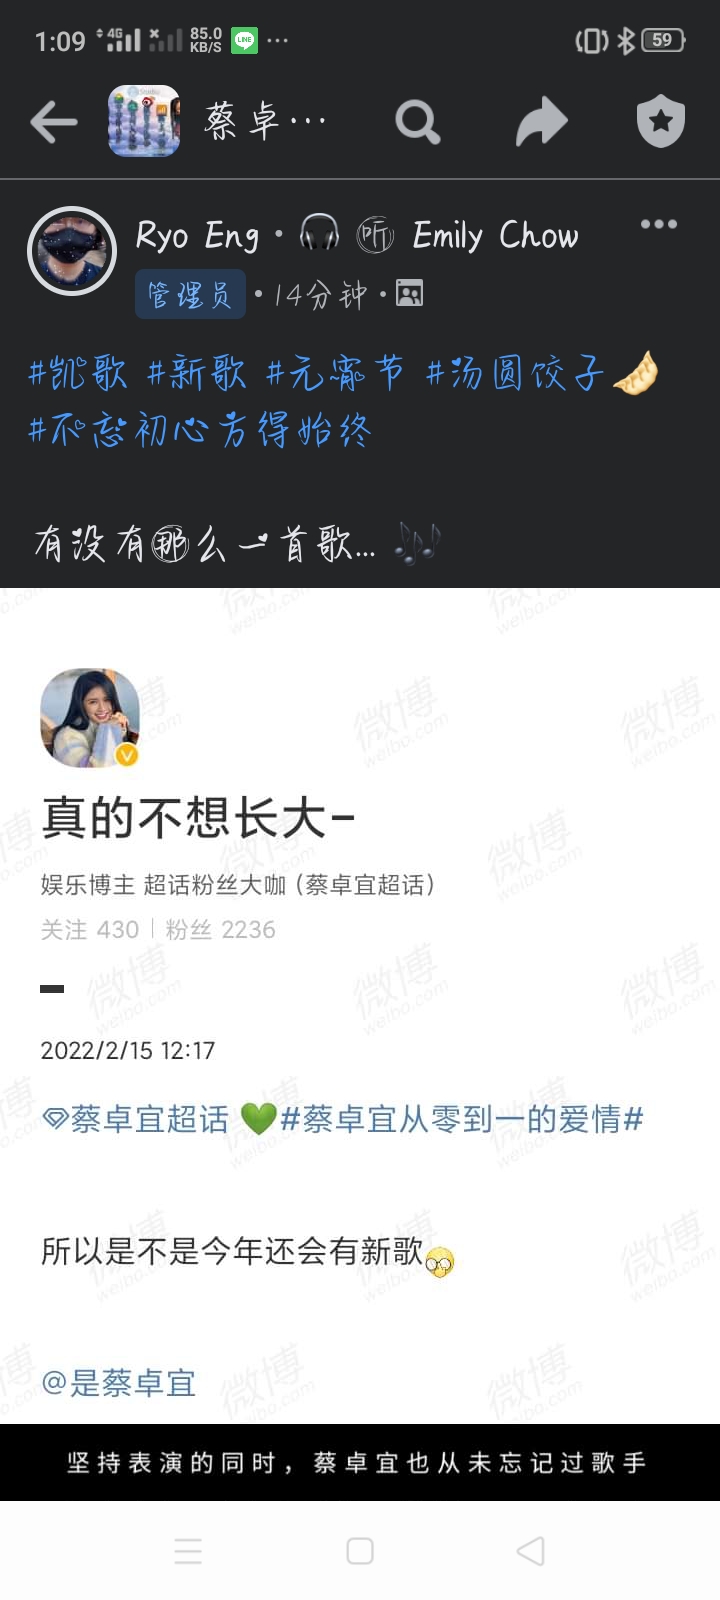 1:09 4G 85.0 KB/S LINE ... 59
蔡卓…
Ryo Eng · 🎧 听 Emily Chow
管理员 · 14分钟 ·
#凯歌 #新歌 #元宵节 #汤圆饺子🥟
#不忘初心方得始终
有没有那么一首歌... 🎶
真的不想长大-
娱乐博主 超话粉丝大咖 (蔡卓宜超话)
关注 430 | 粉丝 2236
2022/2/15 12:17
蔡卓宜超话 💚#蔡卓宜从零到一的爱情#
所以是不是今年还会有新歌
@是蔡卓宜
坚持表演的同时，蔡卓宜也从未忘记过歌手
微博
weibo.com